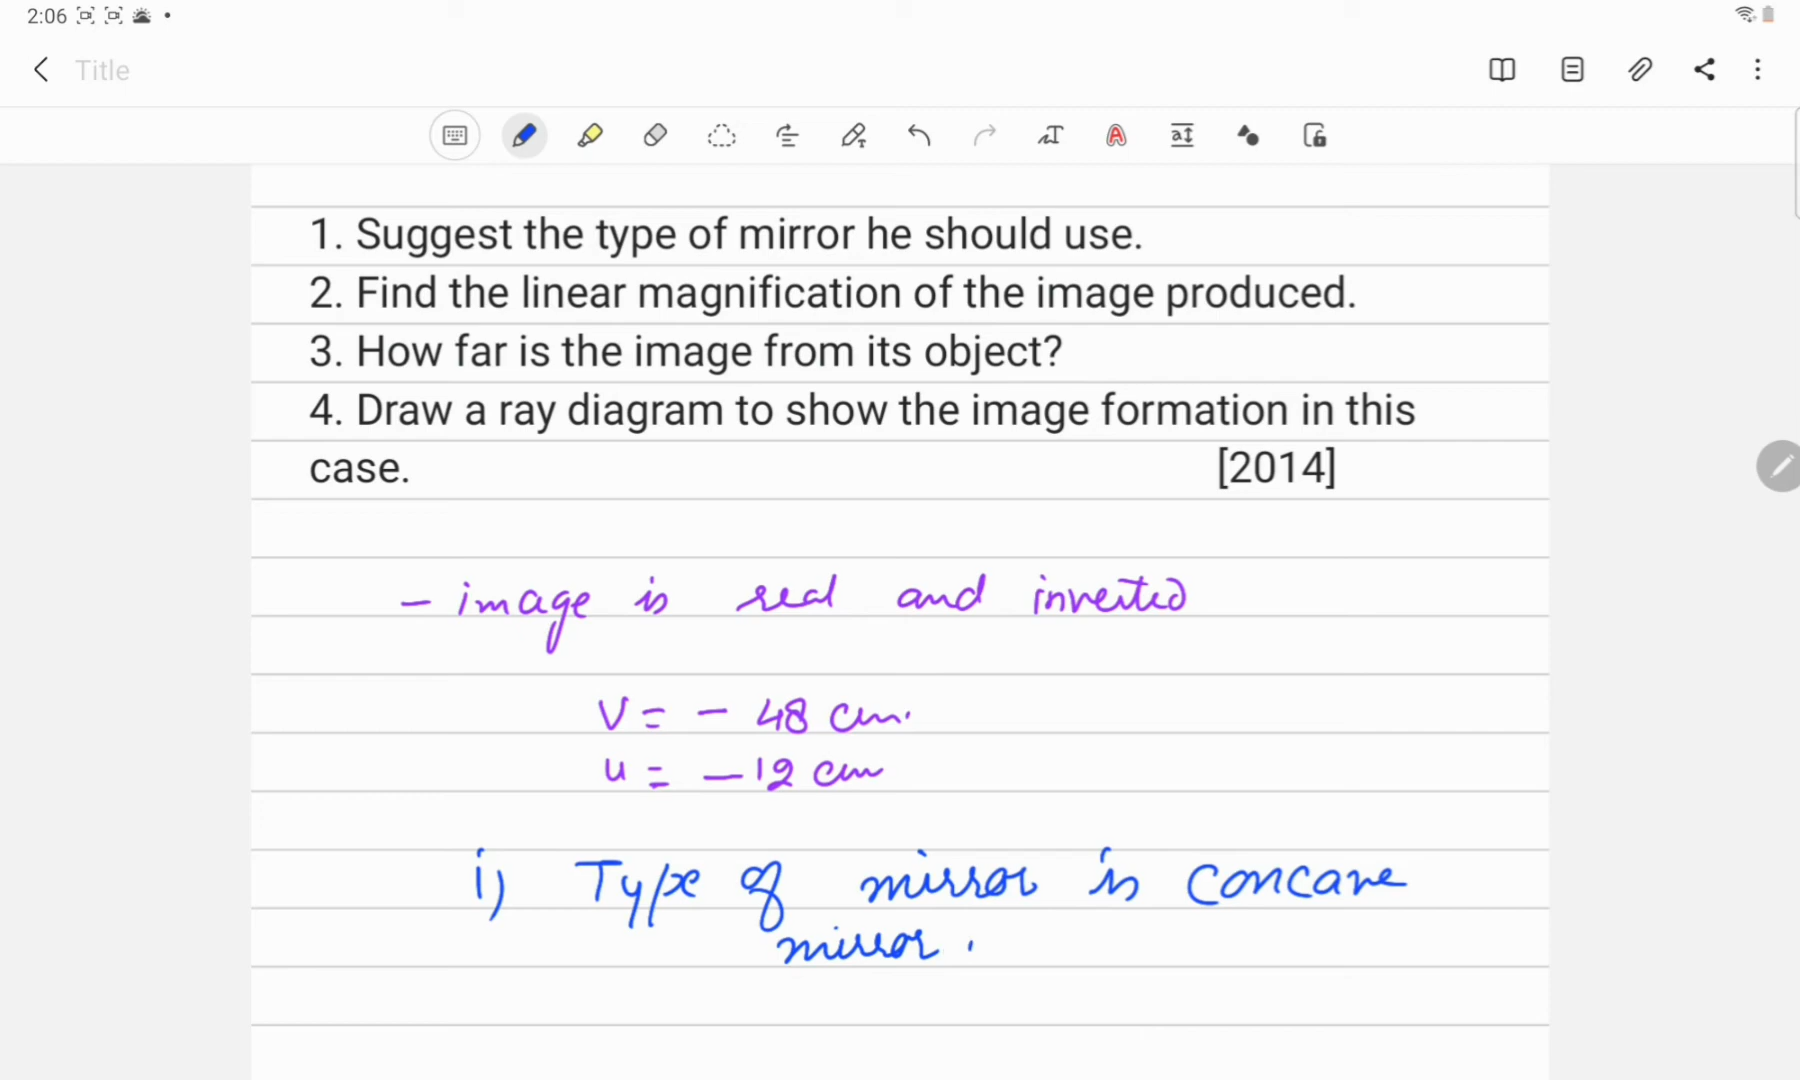 2:06
Title
1. Suggest the type of mirror he should use.
2. Find the linear magnification of the image produced.
3. How far is the image from its object?
4. Draw a ray diagram to show the image formation in this
case. [2014]
- image is real and inverted
V = - 48 cm.
u = - 12 cm
i) Type of mirror is concave
mirror.